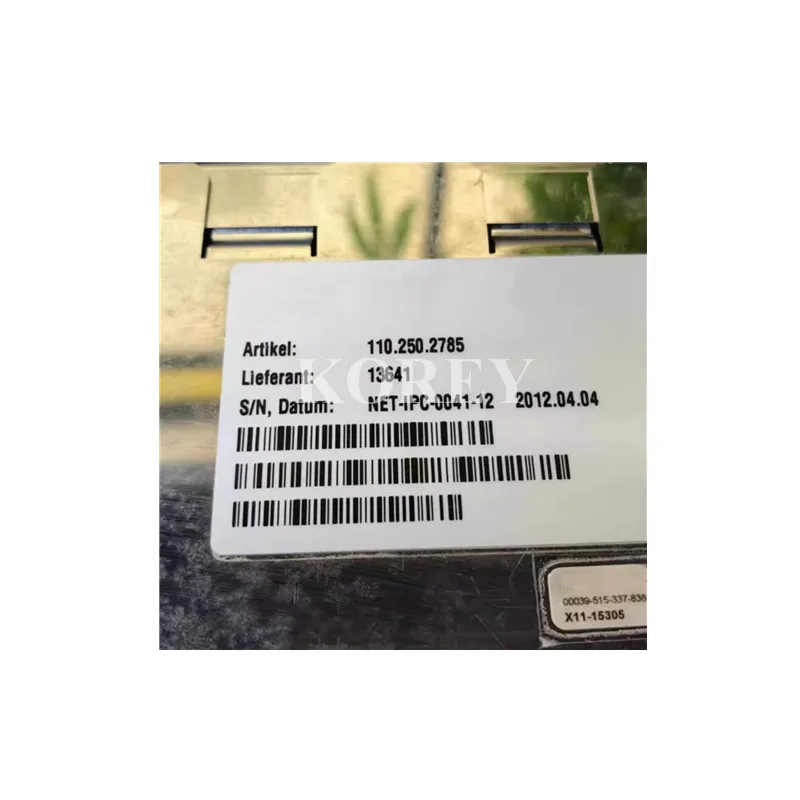 Artikel: 110.250.2785
Lieferant: 13641
S/N, Datum: NET-IPC-0041-12 2012.04.04
KOREY
00039-515-337-838
X11-15305